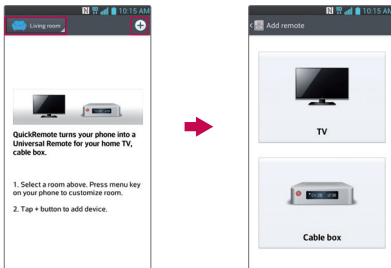 10:15 AM
Living room
QuickRemote turns your phone into a
Universal Remote for your home TV,
cable box.
1. Select a room above. Press menu key
on your phone to customize room.
2. Tap + button to add device.
10:15 AM
Add remote
TV
Cable box